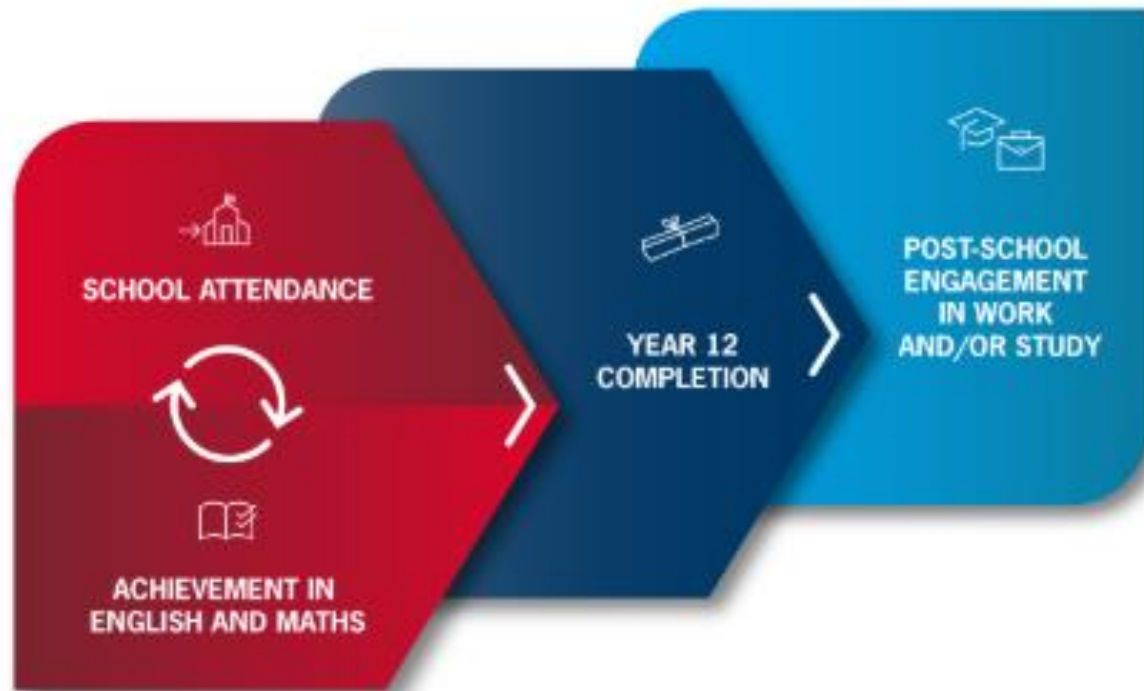 SCHOOL ATTENDANCE
ACHIEVEMENT IN
ENGLISH AND MATHS
YEAR 12
COMPLETION
POST-SCHOOL
ENGAGEMENT
IN WORK
AND/OR STUDY